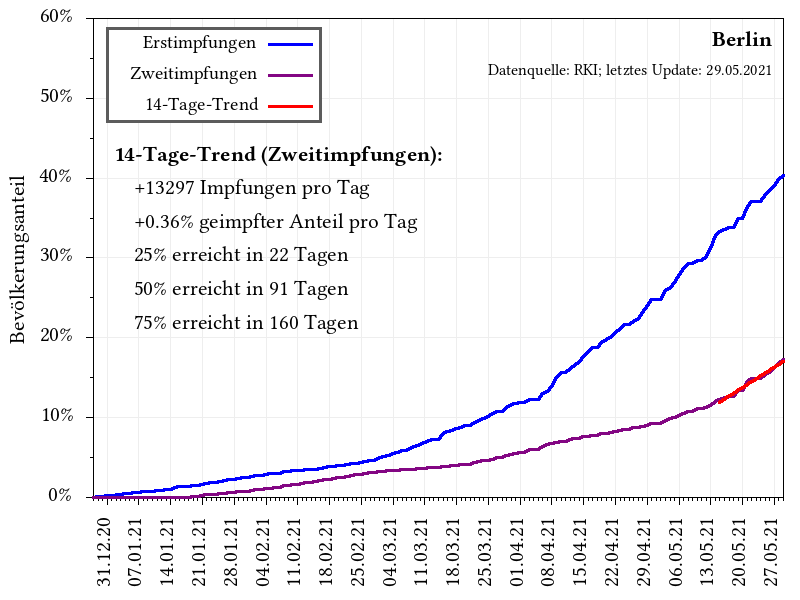 60%
50%
40%
30%
20%
10%
0%
Bevölkerungsanteil
Erstimpfungen
Zweitimpfungen
14-Tage-Trend
Berlin
Datenquelle: RKI; letztes Update: 29.05.2021
14-Tage-Trend (Zweitimpfungen):
+13297 Impfungen pro Tag
+0.36% geimpfter Anteil pro Tag
25% erreicht in 22 Tagen
50% erreicht in 91 Tagen
75% erreicht in 160 Tagen
31.12.20
07.01.21
14.01.21
21.01.21
28.01.21
04.02.21
11.02.21
18.02.21
25.02.21
04.03.21
11.03.21
18.03.21
25.03.21
01.04.21
08.04.21
15.04.21
22.04.21
29.04.21
06.05.21
13.05.21
20.05.21
27.05.21